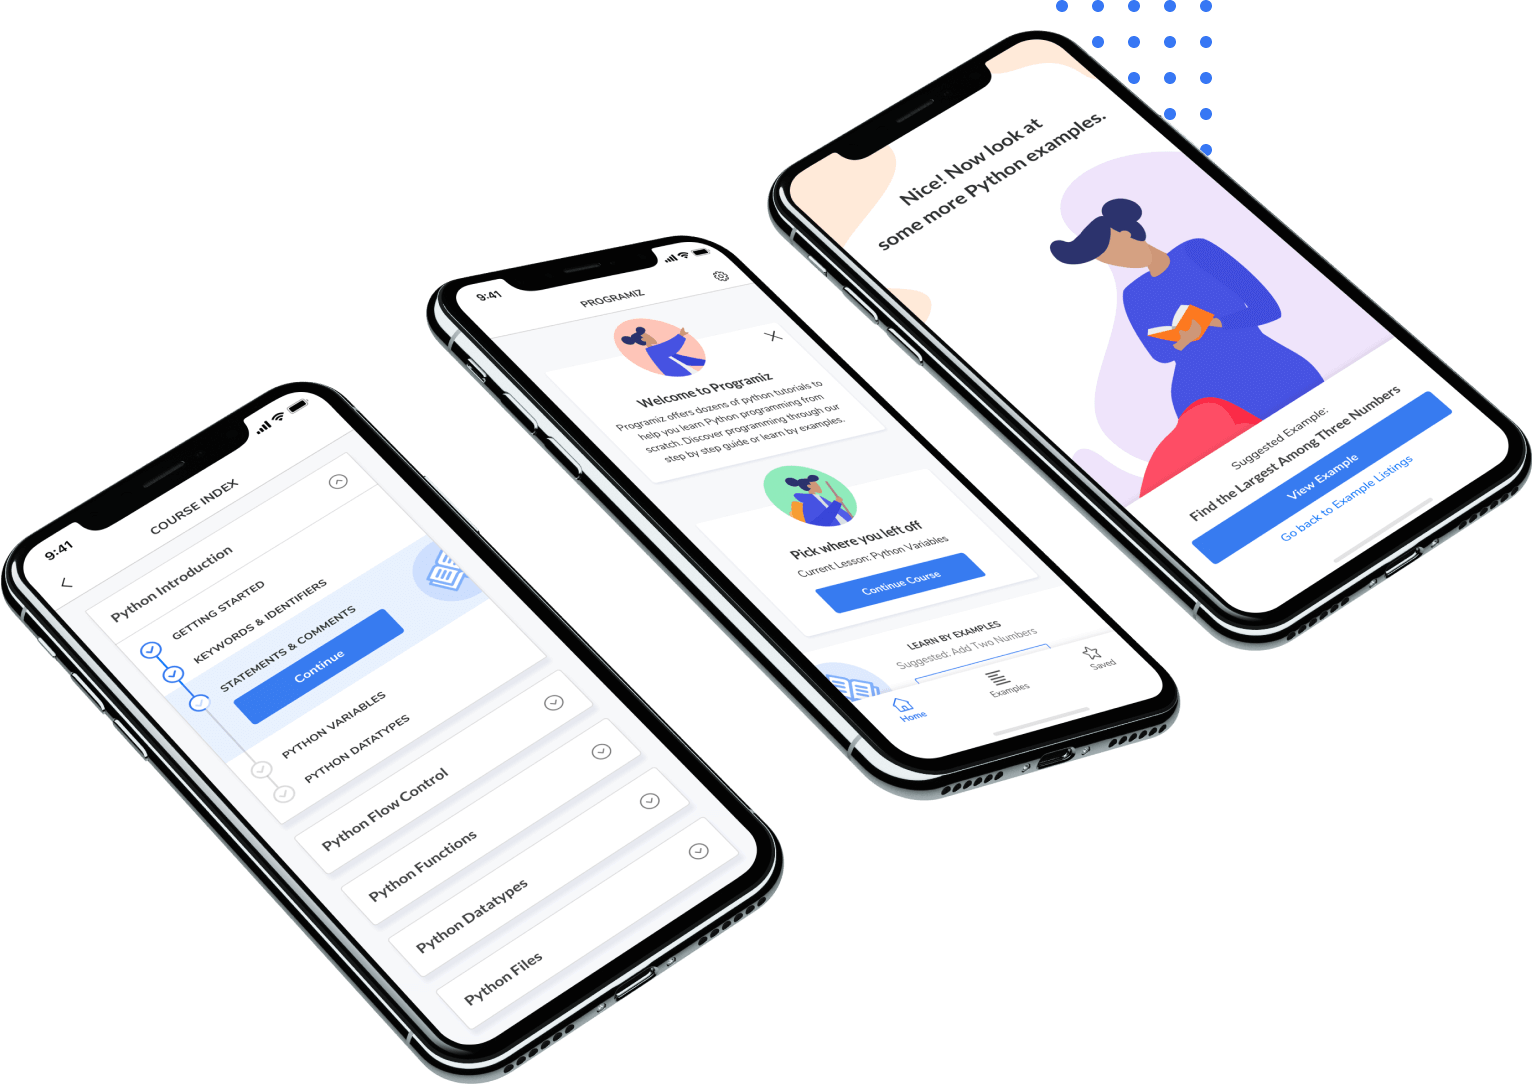 9:41
COURSE INDEX
Python Introduction
GETTING STARTED
KEYWORDS & IDENTIFIERS
STATEMENTS & COMMENTS
Continue
PYTHON VARIABLES
PYTHON DATATYPES
Python Flow Control
Python Functions
Python Datatypes
Python Files
9:41
PROGRAMIZ
Welcome to Programiz
Programiz offers dozens of python tutorials to
help you learn Python programming from
scratch. Discover programming through our
step by step guide or learn by examples.
Pick where you left off
Current Lesson: Python Variables
Continue Course
LEARN BY EXAMPLES
Suggested: Add Two Numbers
Home
Examples
Saved
Nice! Now look at
some more Python examples.
Suggested Example:
Find the Largest Among Three Numbers
View Example
Go back to Example Listings